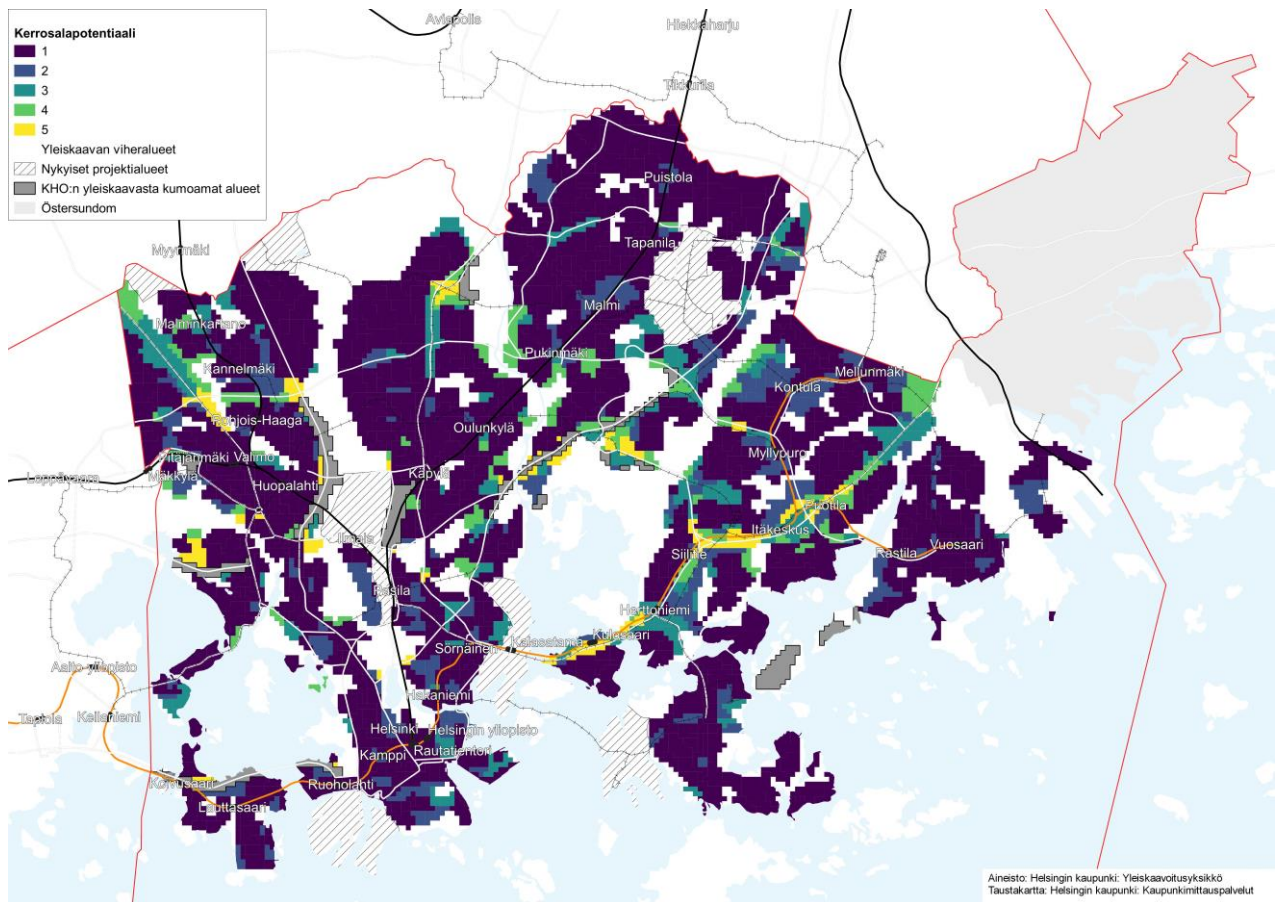 Aviapolis
Hiekkaharju
Kerrosalapotentiaali
1
2
3
4
5
Yleiskaavan viheralueet
Nykyiset projektialueet
KHO:n yleiskaavasta kumoamat alueet
Östersundom
Tikkurila
Puistola
Tapanila
Myyrmäki
Malmi
Malminkartano
Pukinmäki
Kannelmäki
Mellunmäki
Kontula
Pohjois-Haaga
Oulunkylä
Myllypuro
Pitäjänmäki
Valimo
Mäkkylä
Leppävaara
Huopalahti
Käpylä
Puotila
Itäkeskus
Ilmala
Siilitie
Rastila
Vuosaari
Pasila
Herttoniemi
Kulosaari
Kalasatama
Sörnäinen
Aalto-yliopisto
Hakaniemi
Tapiola
Keilaniemi
Helsinki
Helsingin yliopisto
Rautatientori
Kamppi
Koivusaari
Ruoholahti
Lauttasaari
Aineisto: Helsingin kaupunki: Yleiskaavoitusyksikkö
Taustakartta: Helsingin kaupunki: Kaupunkimittauspalvelut